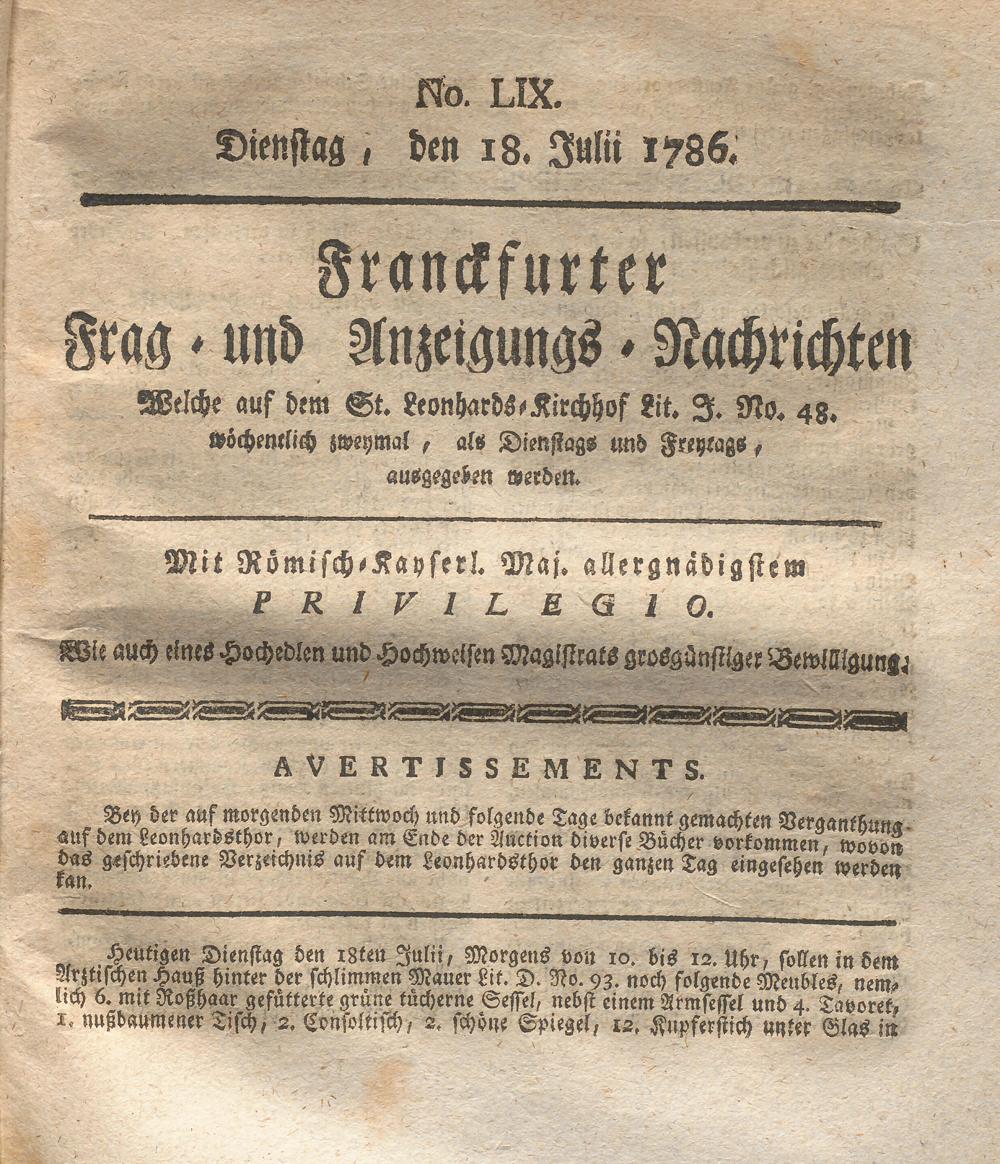 No. LIX.
Dienstag, den 18. Julii 1786.
Franckfurter
Frag- und Anzeigungs-Nachrichten
Welche auf dem St. Leonhards-Kirchhof Lit. J. No. 48.
wöchentlich zweymal, als Dienstags und Freytags,
ausgegeben werden.
Mit Römisch-Kayserl. Maj. allergnädigstem
PRIVILEGIO.
Wie auch eines Hochedlen und Hochweisen Magistrats grosgünstiger Bewilligung.
AVERTISSEMENTS.
Bey der auf morgenden Mittwoch und folgende Tage bekannt gemachten Verganthung
auf dem Leonhardsthor, werden am Ende der Auction diverse Bücher vorkommen, wovon
das geschriebene Verzeichnis auf dem Leonhardsthor den ganzen Tag eingesehen werden
kan.
Heutigen Dienstag den 18ten Julii, Morgens von 10. bis 12. Uhr, sollen in dem
Arztischen Hauß hinter der schlimmen Mauer Lit. D. No. 93. noch folgende Meubles, nem-
lich 6. mit Roßhaar gefütterte grüne tücherne Sessel, nebst einem Armsessel und 4. Tavoret,
1. nußbaumener Tisch, 2. Consoltisch, 2. schöne Spiegel, 12. Kupferstich unter Glas in